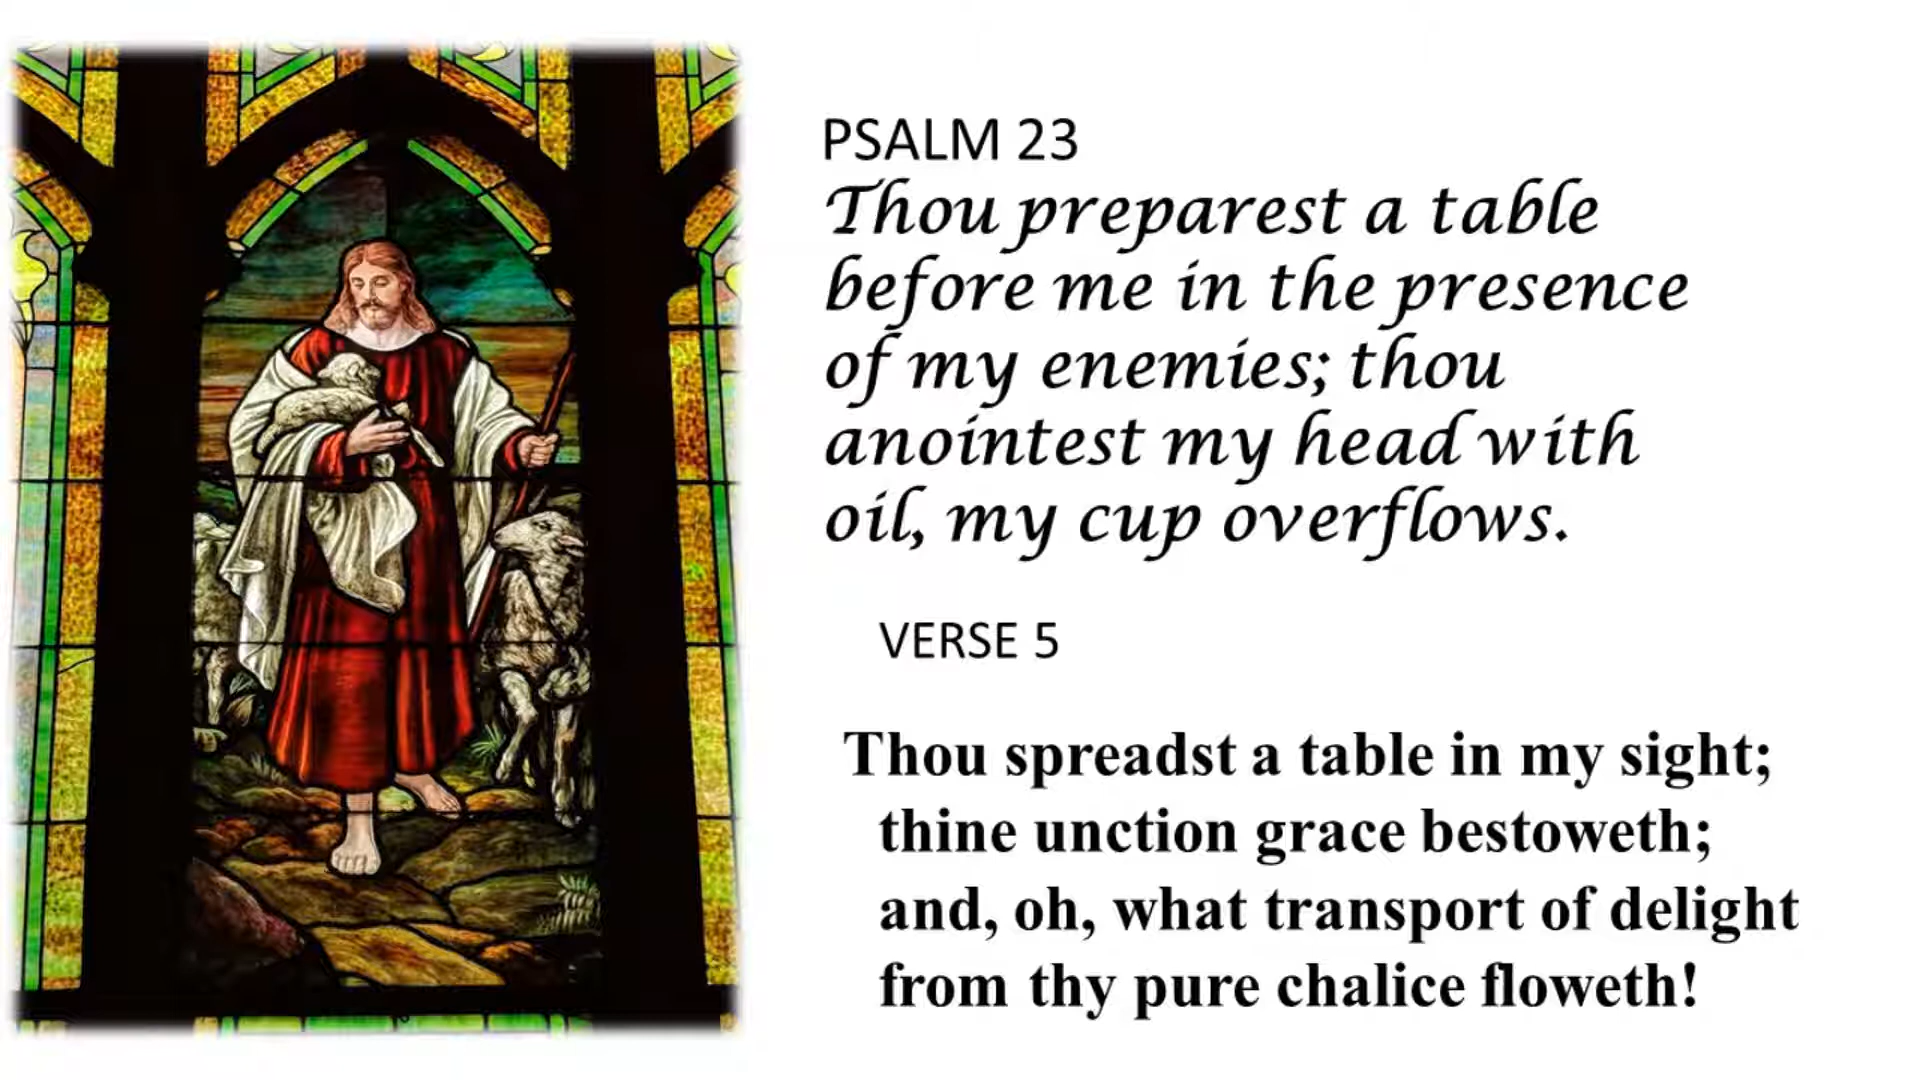 PSALM 23
Thou preparest a table
before me in the presence
of my enemies; thou
anointest my head with
oil, my cup overflows.
VERSE 5
Thou spreadst a table in my sight;
thine unction grace bestoweth;
and, oh, what transport of delight
from thy pure chalice floweth!